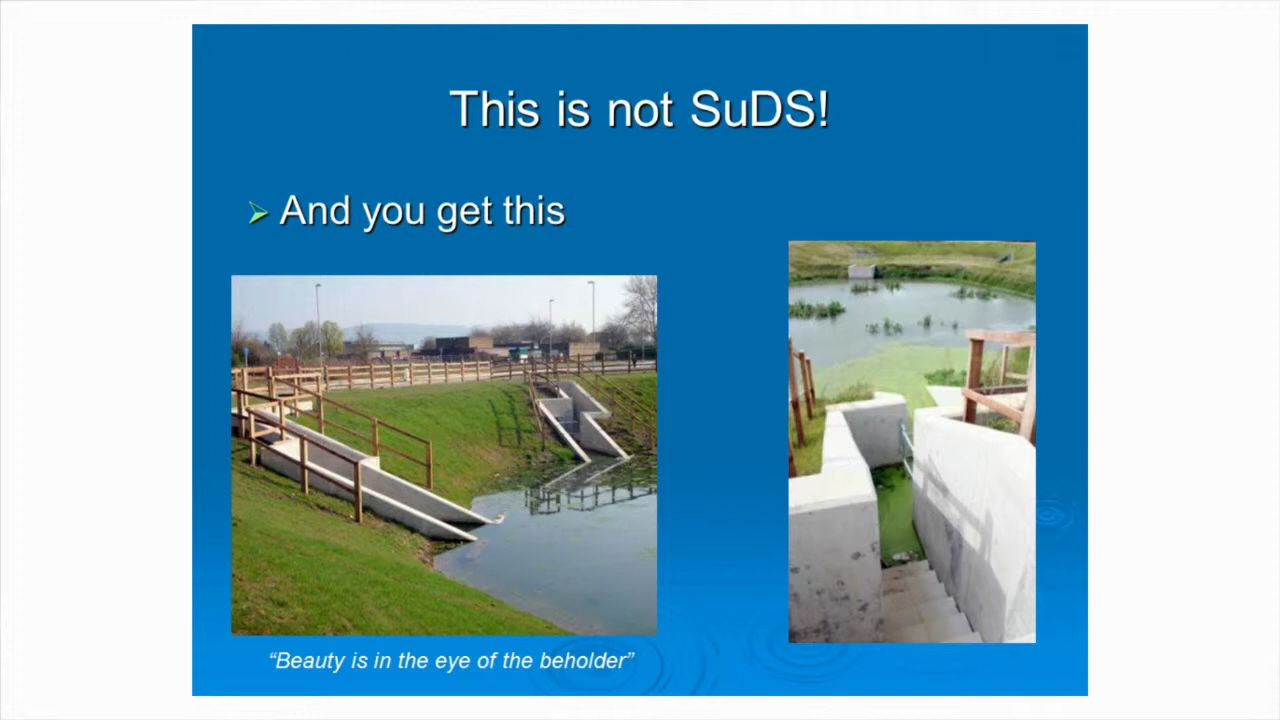 This is not SuDS!
And you get this
“Beauty is in the eye of the beholder”